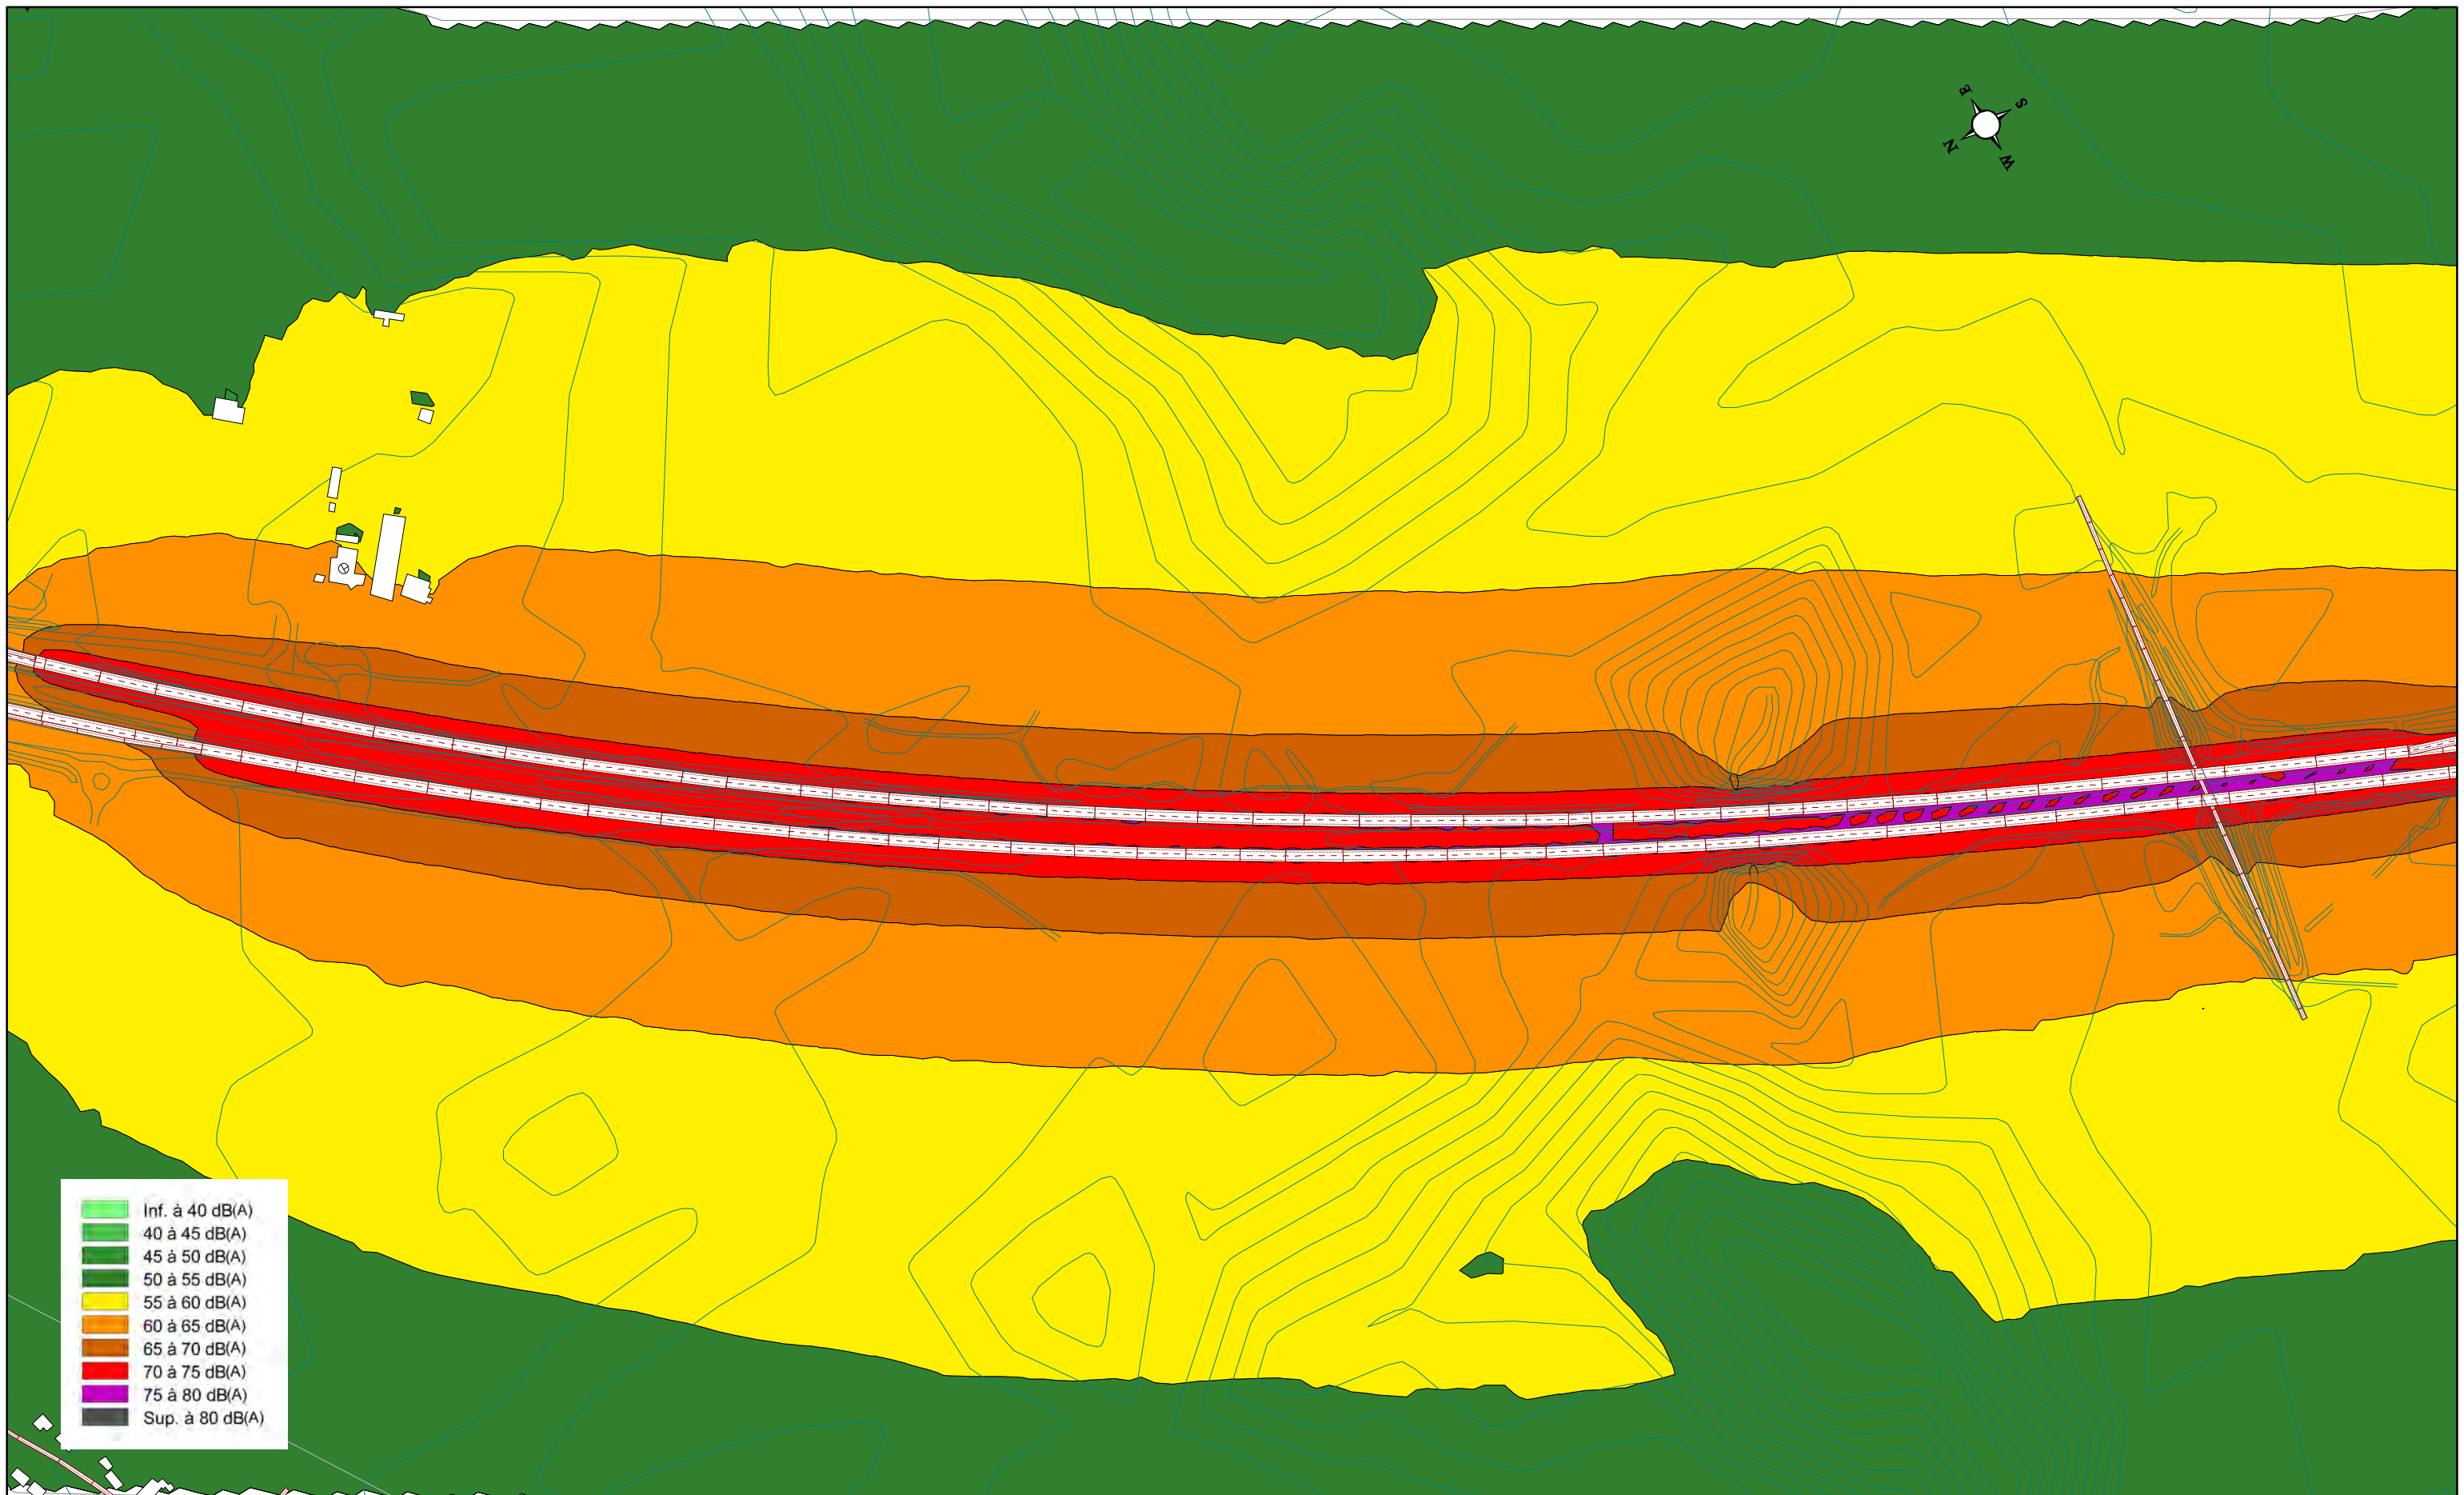 E
S
N
W
Inf. à 40 dB(A)
40 à 45 dB(A)
45 à 50 dB(A)
50 à 55 dB(A)
55 à 60 dB(A)
60 à 65 dB(A)
65 à 70 dB(A)
70 à 75 dB(A)
75 à 80 dB(A)
Sup. à 80 dB(A)